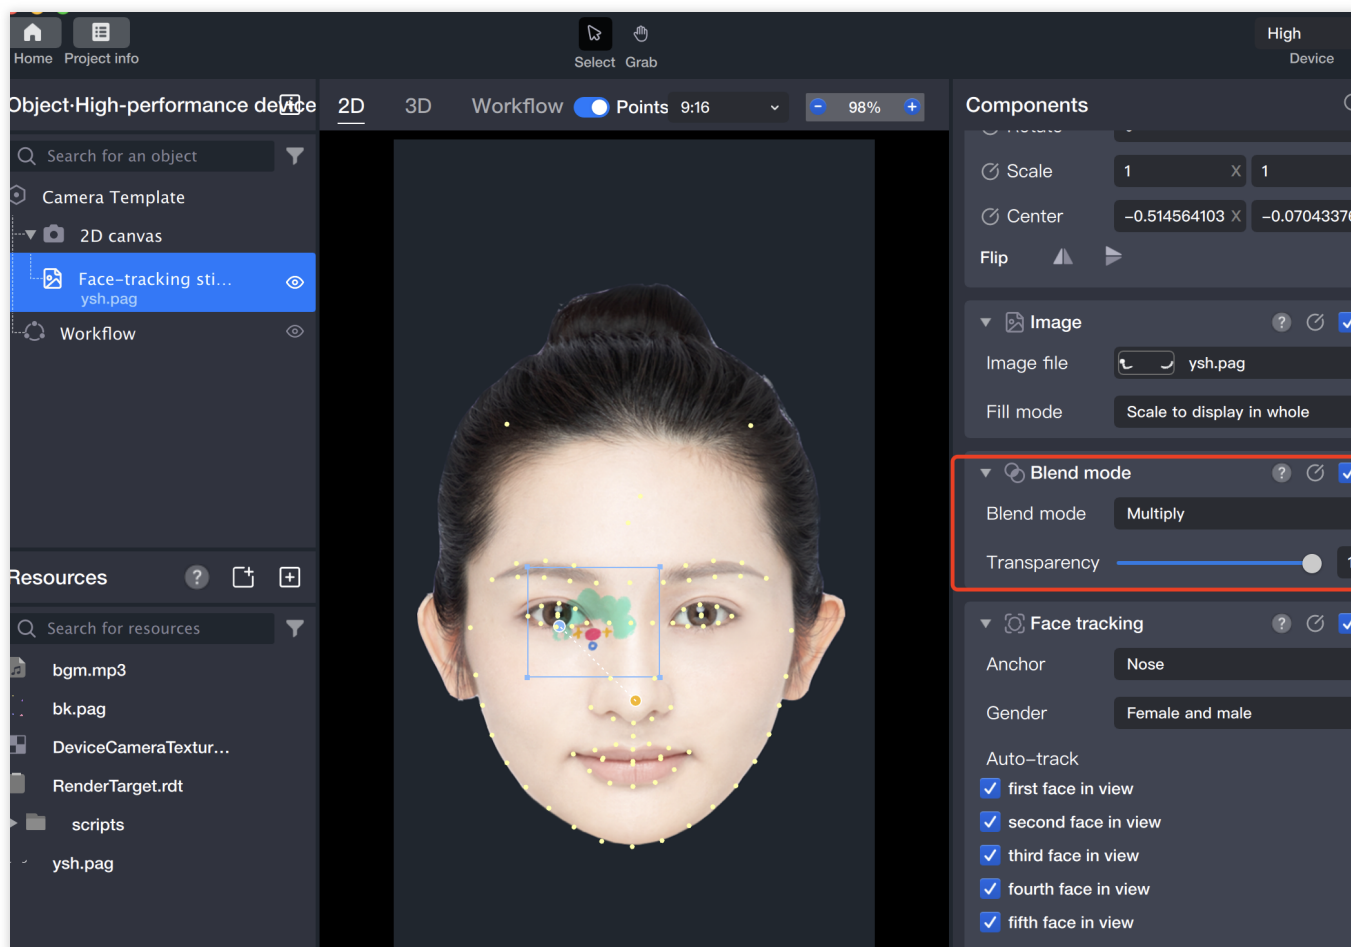 Home
Project info
Select
Grab
High
Device
Object·High-performance device
2D
3D
Workflow
Points
9:16
98%
Components
Search for an object
Camera Template
2D canvas
Face-tracking sti...
ysh.pag
Workflow
Resources
Search for resources
bgm.mp3
bk.pag
DeviceCameraTextur...
RenderTarget.rdt
scripts
ysh.pag
Rotate
Scale
1 X 1
Center
-0.514564103 X -0.07043376
Flip
Image
Image file
ysh.pag
Fill mode
Scale to display in whole
Blend mode
Blend mode
Multiply
Transparency
1
Face tracking
Anchor
Nose
Gender
Female and male
Auto-track
first face in view
second face in view
third face in view
fourth face in view
fifth face in view